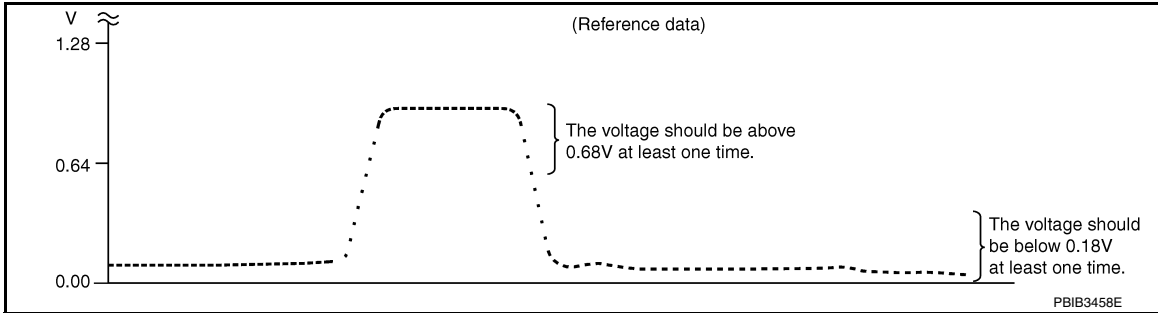 V
(Reference data)
1.28
The voltage should be above
0.64
0.68V at least one time.
The voltage should
be below 0.18V
at least one time.
0.00
PBIB3458E